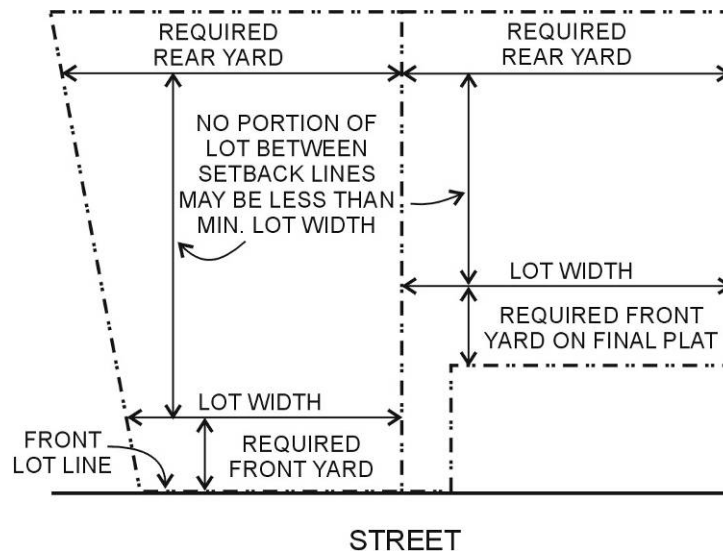 REQUIRED
REAR YARD
REQUIRED
REAR YARD
NO PORTION OF
LOT BETWEEN
SETBACK LINES
MAY BE LESS THAN
MIN. LOT WIDTH
LOT WIDTH
REQUIRED FRONT
YARD ON FINAL PLAT
LOT WIDTH
FRONT
LOT LINE
REQUIRED
FRONT YARD
STREET